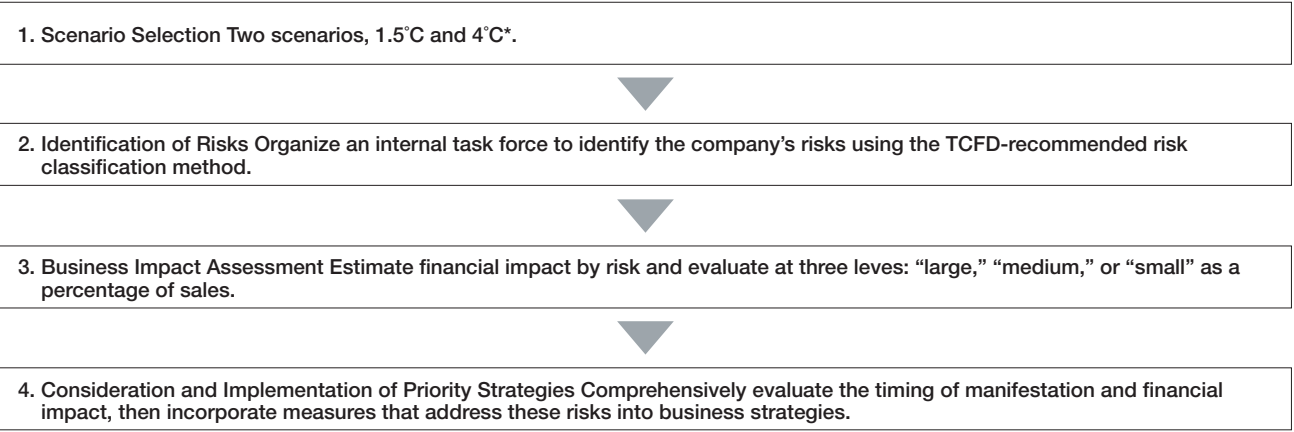 1. Scenario Selection Two scenarios, 1.5˚C and 4˚C*.
2. Identification of Risks Organize an internal task force to identify the company’s risks using the TCFD-recommended risk
classification method.
3. Business Impact Assessment Estimate financial impact by risk and evaluate at three leves: “large,” “medium,” or “small” as a
percentage of sales.
4. Consideration and Implementation of Priority Strategies Comprehensively evaluate the timing of manifestation and financial
impact, then incorporate measures that address these risks into business strategies.